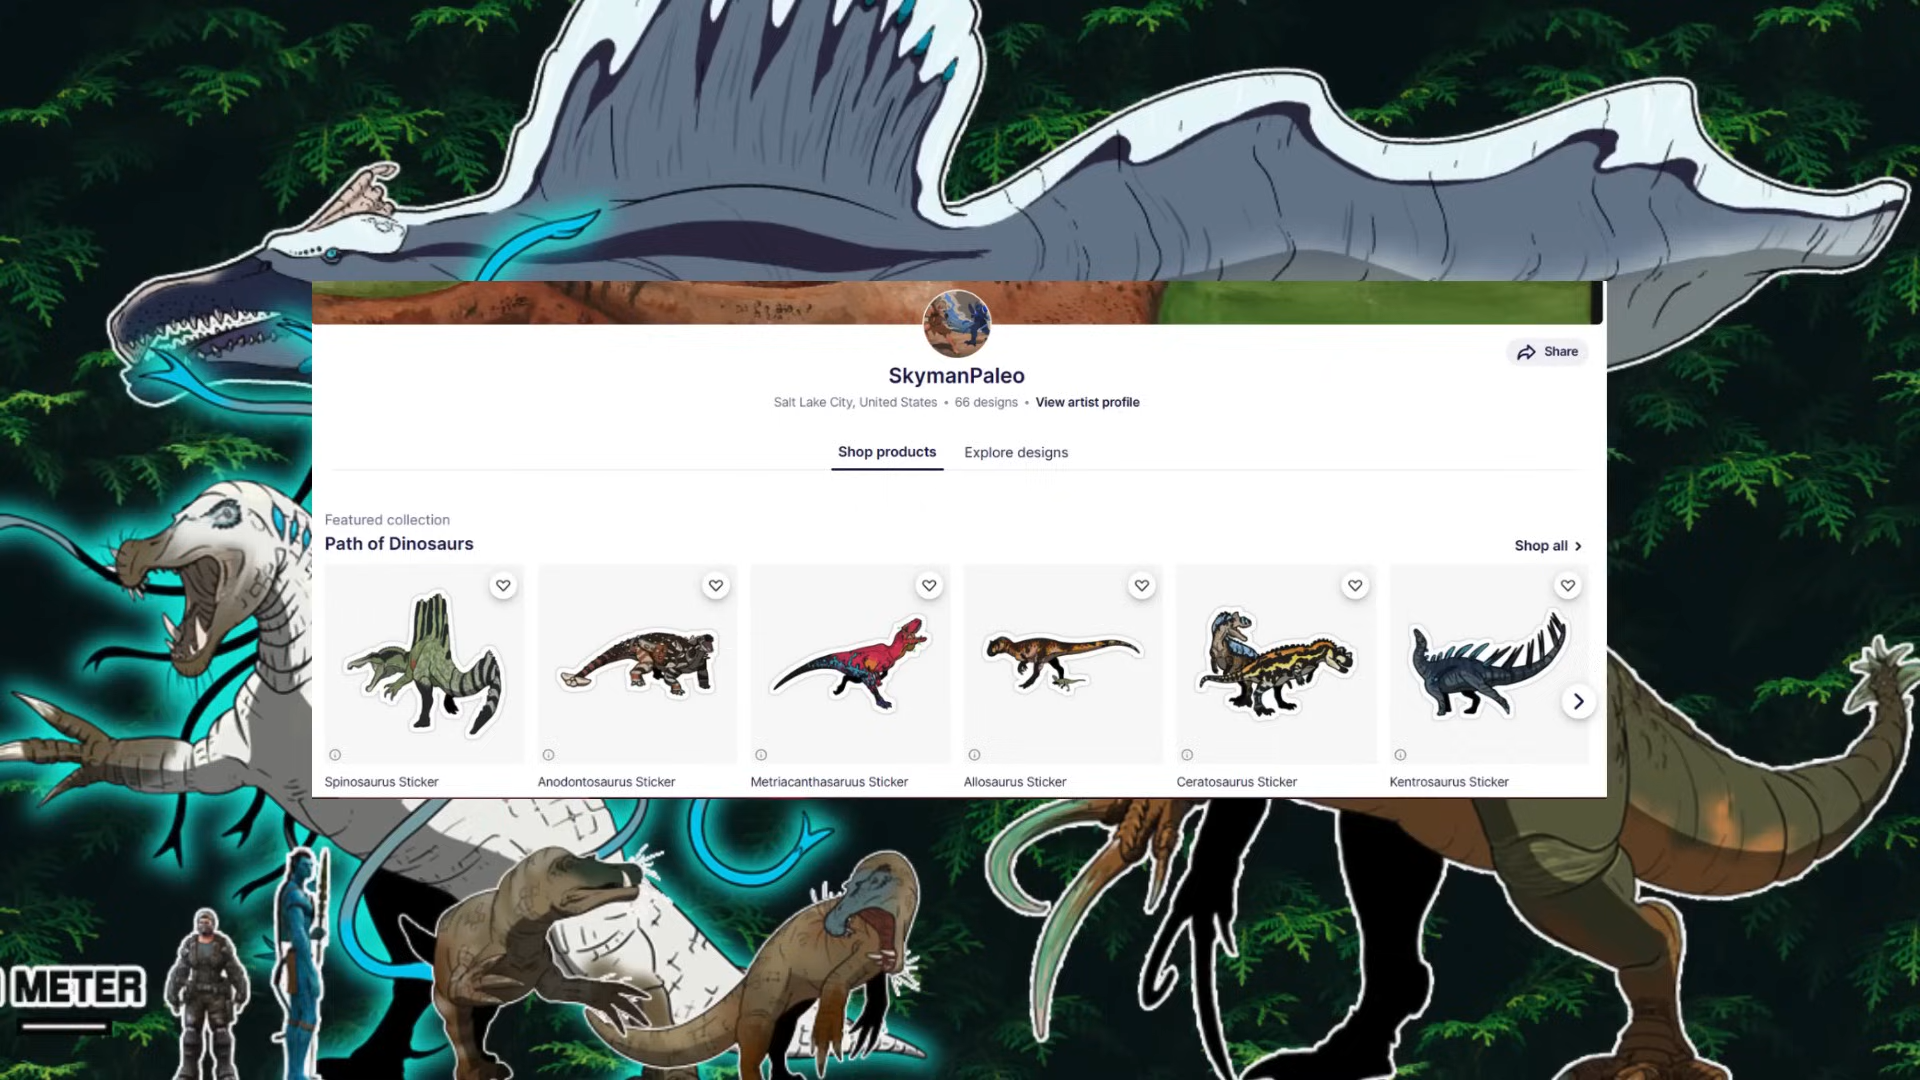 Share
SkymanPaleo
Salt Lake City, United States • 66 designs • View artist profile
Shop products Explore designs
Featured collection
Path of Dinosaurs
Shop all
Spinosaurus Sticker
Anodontosaurus Sticker
Metriacanthasaruus Sticker
Allosaurus Sticker
Ceratosaurus Sticker
Kentrosaurus Sticker
METER